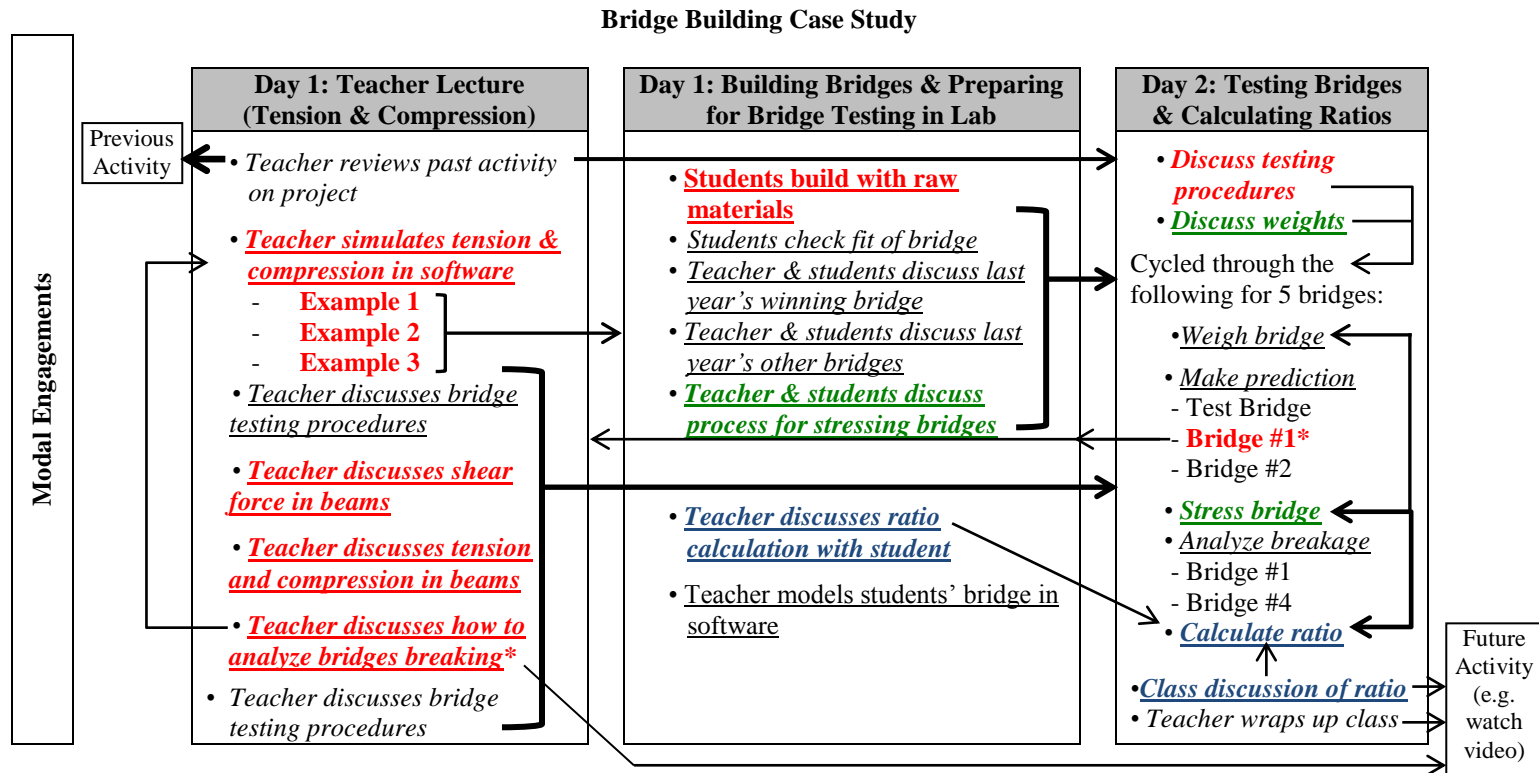 Bridge Building Case Study
Modal Engagements
Previous
Activity
Day 1: Teacher Lecture
(Tension & Compression)
• Teacher reviews past activity
on project
• Teacher simulates tension &
compression in software
- Example 1
- Example 2
- Example 3
• Teacher discusses bridge
testing procedures
• Teacher discusses shear
force in beams
• Teacher discusses tension
and compression in beams
• Teacher discusses how to
analyze bridges breaking*
• Teacher discusses bridge
testing procedures
Day 1: Building Bridges & Preparing
for Bridge Testing in Lab
• Students build with raw
materials
• Students check fit of bridge
• Teacher & students discuss last
year's winning bridge
• Teacher & students discuss last
year's other bridges
• Teacher & students discuss
process for stressing bridges
• Teacher discusses ratio
calculation with student
• Teacher models students' bridge in
software
Day 2: Testing Bridges
& Calculating Ratios
• Discuss testing
procedures
• Discuss weights
Cycled through the
following for 5 bridges:
•Weigh bridge
• Make prediction
- Test Bridge
- Bridge #1*
- Bridge #2
• Stress bridge
• Analyze breakage
- Bridge #1
- Bridge #4
• Calculate ratio
•Class discussion of ratio
• Teacher wraps up class
Future
Activity
(e.g.
watch
video)